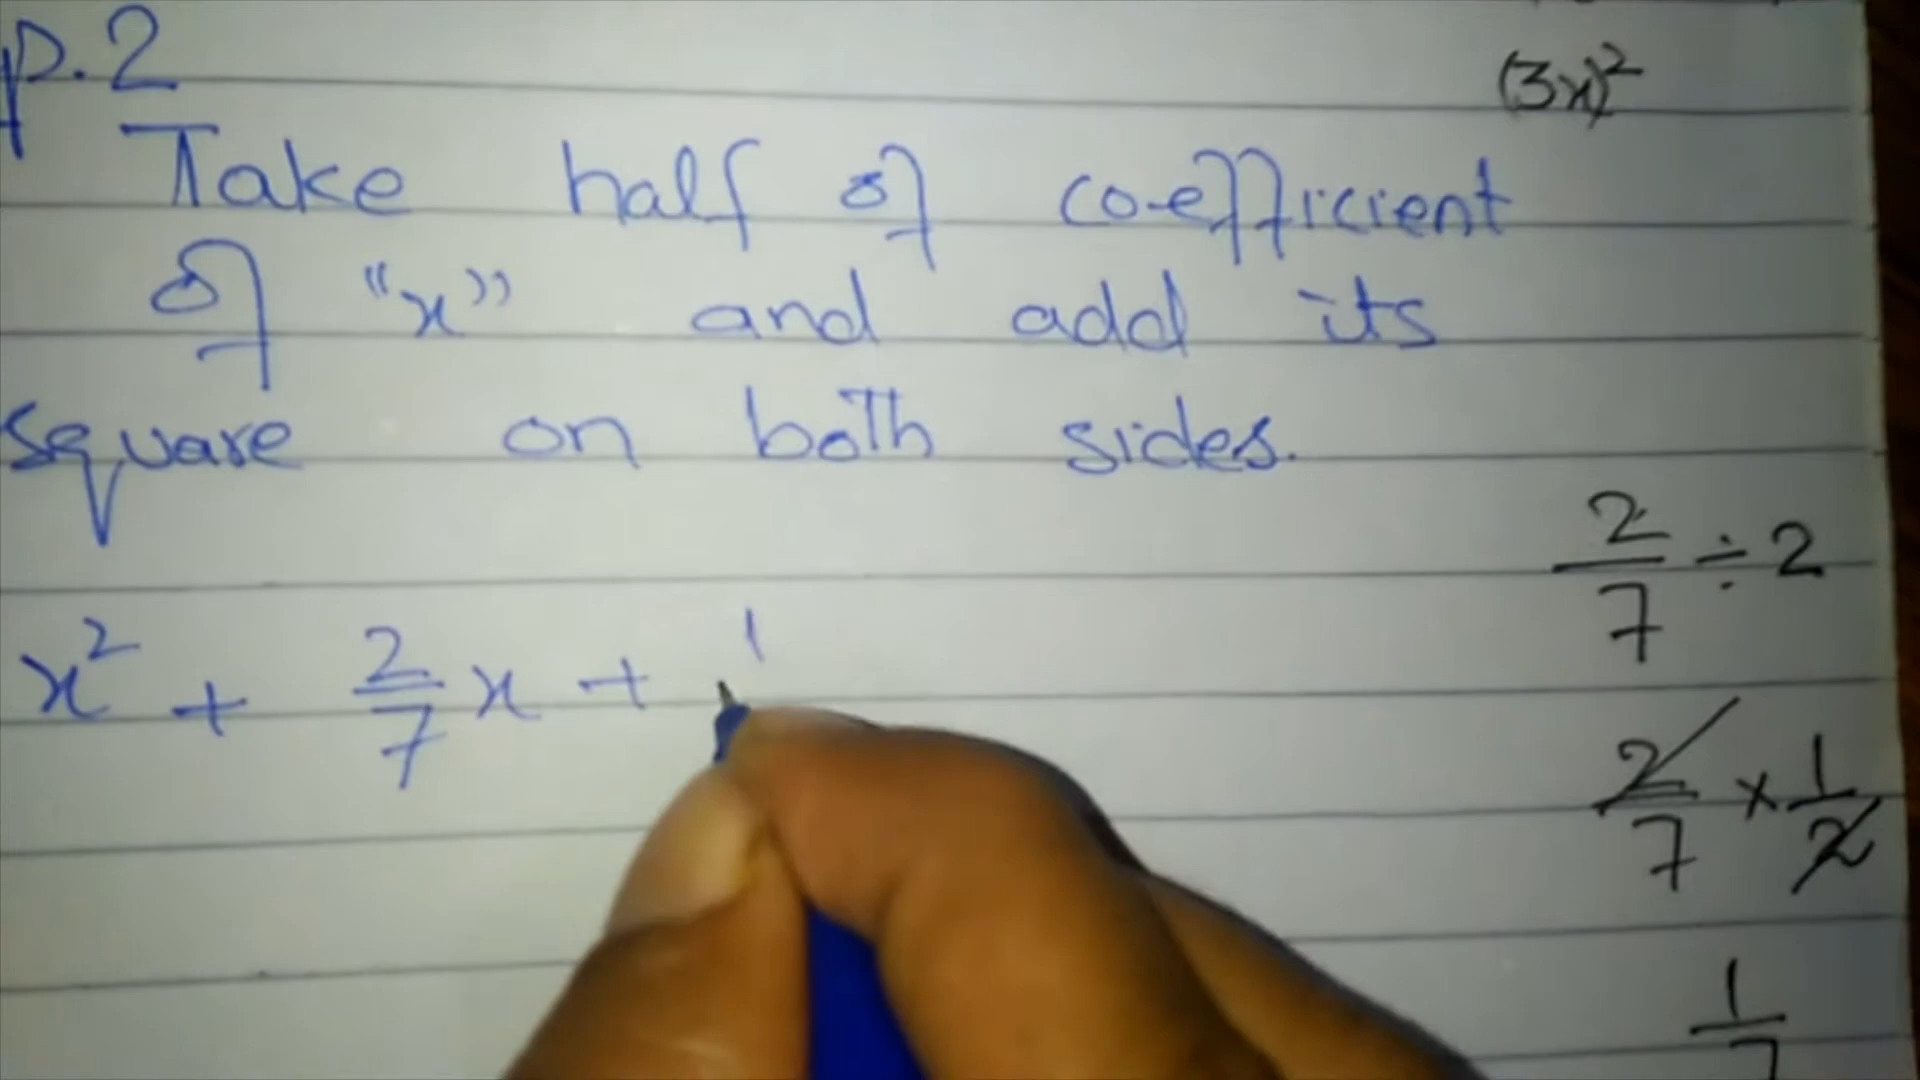 p.2
(3x)²
Take half of co-efficient
of "x" and add its
square on both sides.
2/7 ÷ 2
x² + 2/7 x + 1
2/7 × 1/2
1/7